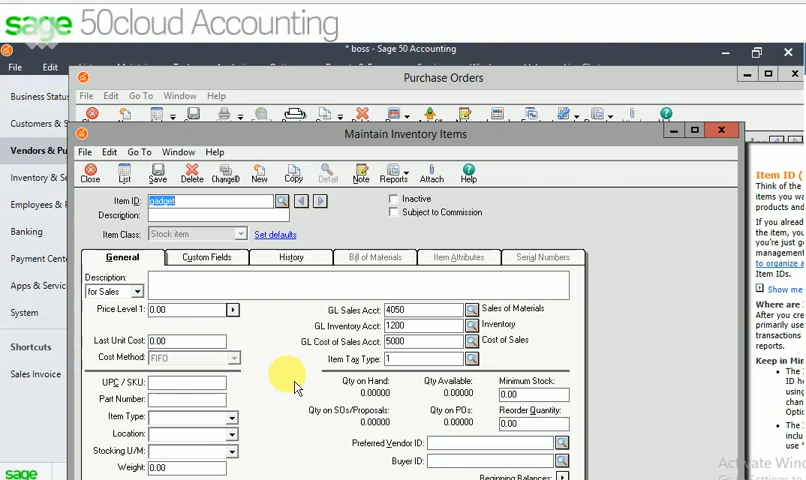 sage 50cloud Accounting
* boss - Sage 50 Accounting
File Edit
Purchase Orders
File Edit Go To Window Help
Maintain Inventory Items
File Edit Go To Window Help
Close List Save Delete ChangeID New Copy Detail Note Reports Attach Help
Item ID: gadget
Inactive
Description:
Subject to Commission
Item Class: Stock item Set defaults
General Custom Fields History Bill of Materials Item Attributes Serial Numbers
Description:
for Sales
Price Level 1: 0.00
GL Sales Acct: 4050 Sales of Materials
GL Inventory Acct: 1200 Inventory
Last Unit Cost: 0.00
GL Cost of Sales Acct: 5000 Cost of Sales
Cost Method: FIFO
Item Tax Type: 1
UPC / SKU:
Qty on Hand: Qty Available: Minimum Stock:
0.00000 0.00000 0.00
Part Number:
Item Type:
Qty on SOs/Proposals: Qty on POs: Reorder Quantity:
0.00000 0.00000 0.00
Location:
Preferred Vendor ID:
Stocking U/M:
Buyer ID:
Weight: 0.00
Beginning Balances:
Business Status
Customers & S
Vendors & Pu
Inventory & Se
Employees & P
Banking
Payment Cente
Apps & Service
System
Shortcuts
Sales Invoice
sage
Item ID (
Think of the
items you wa
products and
If you alread
the item, you
you're just g
management
to organize a
Item IDs.
Show me
Where are I
After you cre
primarily use
transactions
reports.
Keep in Min
The I
ID he
using
chan
Optio
The I
inclu
use *
Activate Wind